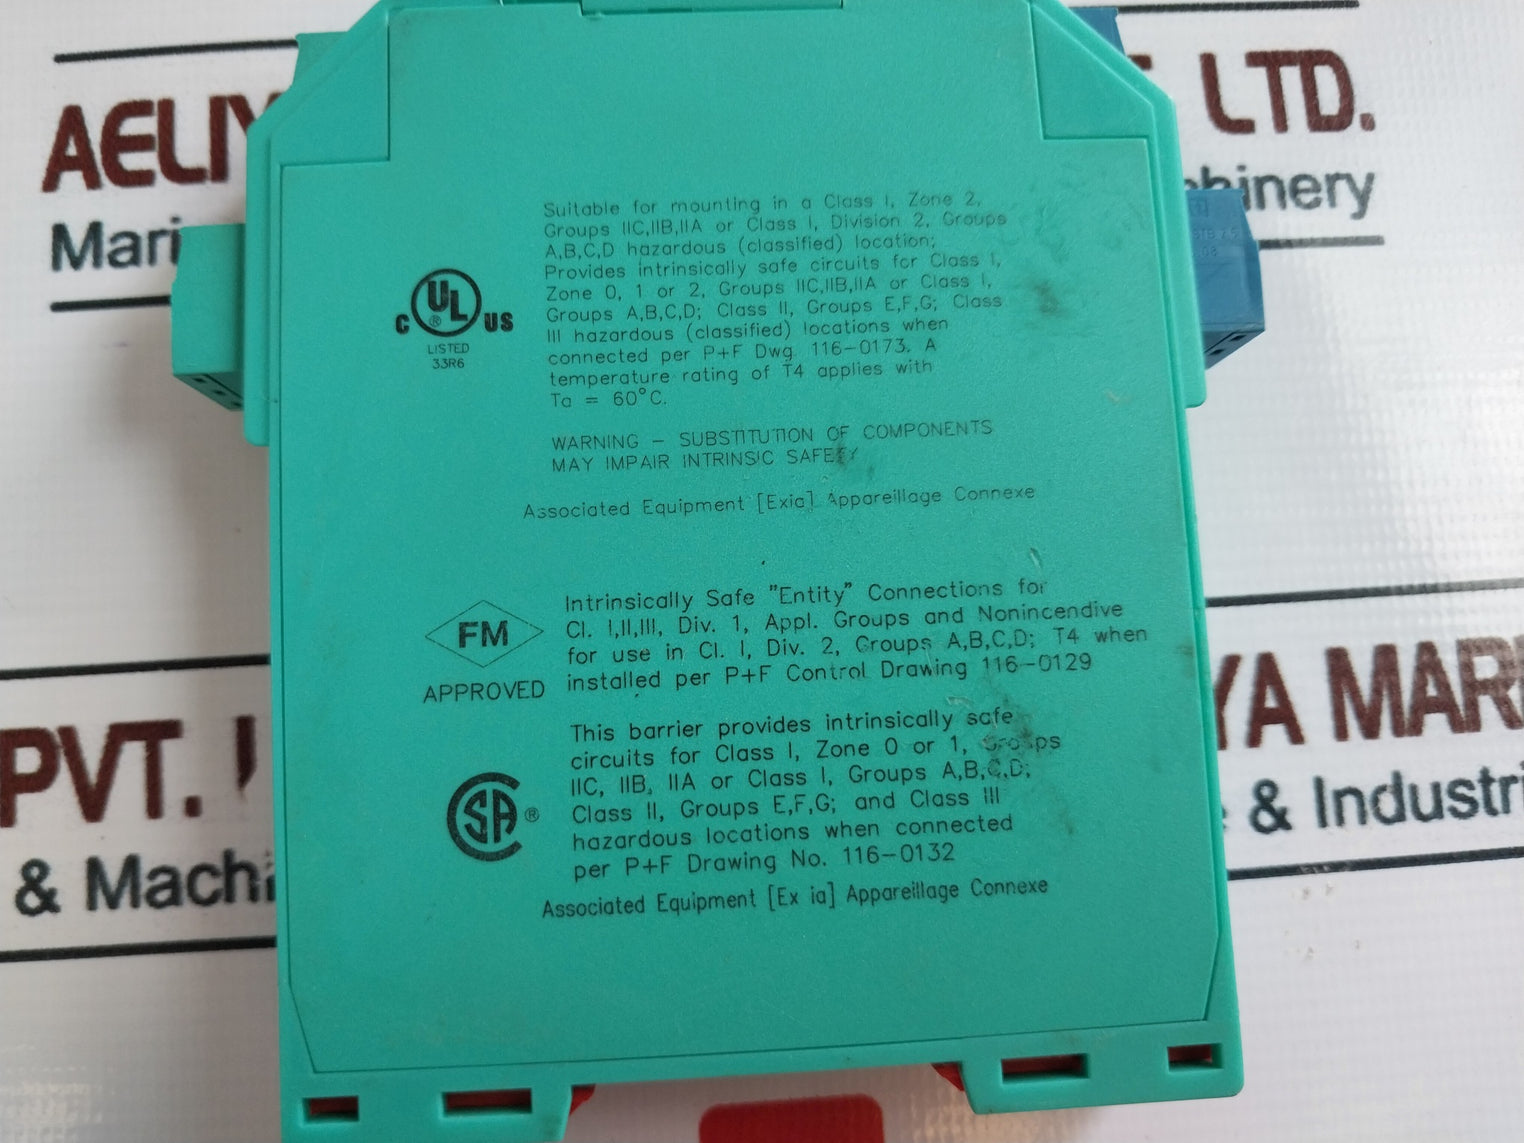 AELIY
LTD.
Mari
hinery
Suitable for mounting in a Class I, Zone 2,
Groups IIC,IIB,IIA or Class I, Division 2, Groups
A,B,C,D hazardous (classified) location;
Provides intrinsically safe circuits for Class I,
Zone 0, 1 or 2, Groups IIC,IIB,IIA or Class I,
Groups A,B,C,D; Class II, Groups E,F,G; Class
III hazardous (classified) locations when
connected per P+F Dwg. 116-0173. A
temperature rating of T4 applies with
Ta = 60°C.
C UL ® US
LISTED
33R6
WARNING - SUBSTITUTION OF COMPONENTS
MAY IMPAIR INTRINSIC SAFETY
Associated Equipment [Exia] Appareillage Connexe
FM
APPROVED
Intrinsically Safe "Entity" Connections for
Cl. I,II,III, Div. 1, Appl. Groups and Nonincendive
for use in Cl. I, Div. 2, Groups A,B,C,D; T4 when
installed per P+F Control Drawing 116-0129
SA ®
This barrier provides intrinsically safe
circuits for Class I, Zone 0 or 1, Groups
IIC, IIB, IIA or Class I, Groups A,B,C,D;
Class II, Groups E,F,G; and Class III
hazardous locations when connected
per P+F Drawing No. 116-0132
Associated Equipment [Ex ia] Appareillage Connexe
PVT.
YA MAR
& Machi
& Industri